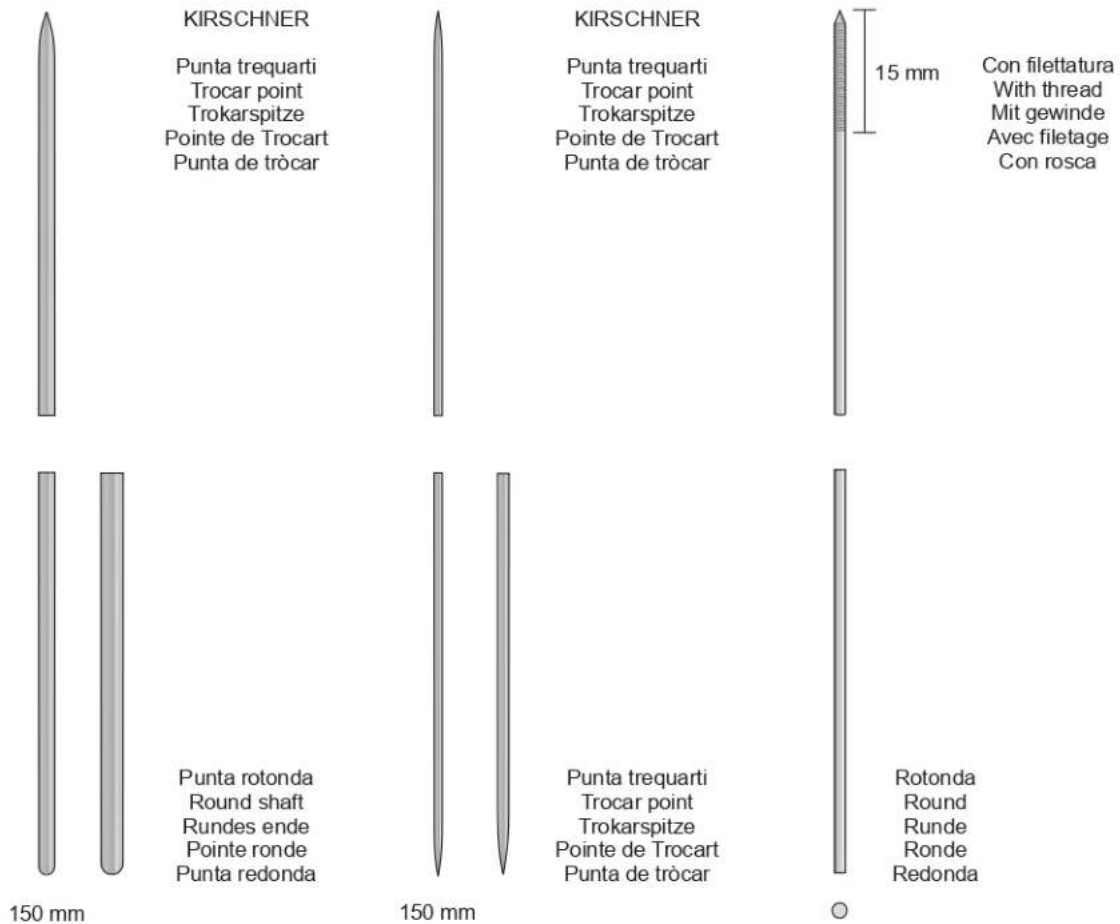 KIRSCHNER
Punta trequarti
Trocar point
Trokarspitze
Pointe de Trocart
Punta de tròcar
KIRSCHNER
Punta trequarti
Trocar point
Trokarspitze
Pointe de Trocart
Punta de tròcar
15 mm
Con filettatura
With thread
Mit gewinde
Avec filetage
Con rosca
Punta rotonda
Round shaft
Rundes ende
Pointe ronde
Punta redonda
150 mm
Punta trequarti
Trocar point
Trokarspitze
Pointe de Trocart
Punta de tròcar
150 mm
Rotonda
Round
Runde
Ronde
Redonda